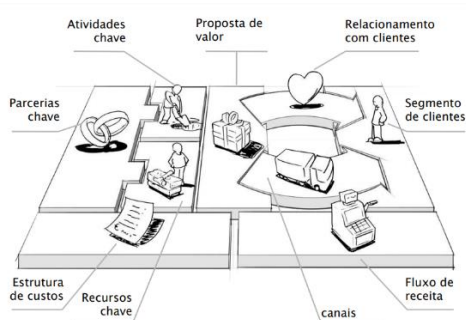 Atividades
chave
Proposta de
valor
Relacionamento
com clientes
Parcerias
chave
Segmento
de clientes
Estrutura
de custos
Recursos
chave
canais
Fluxo de
receita